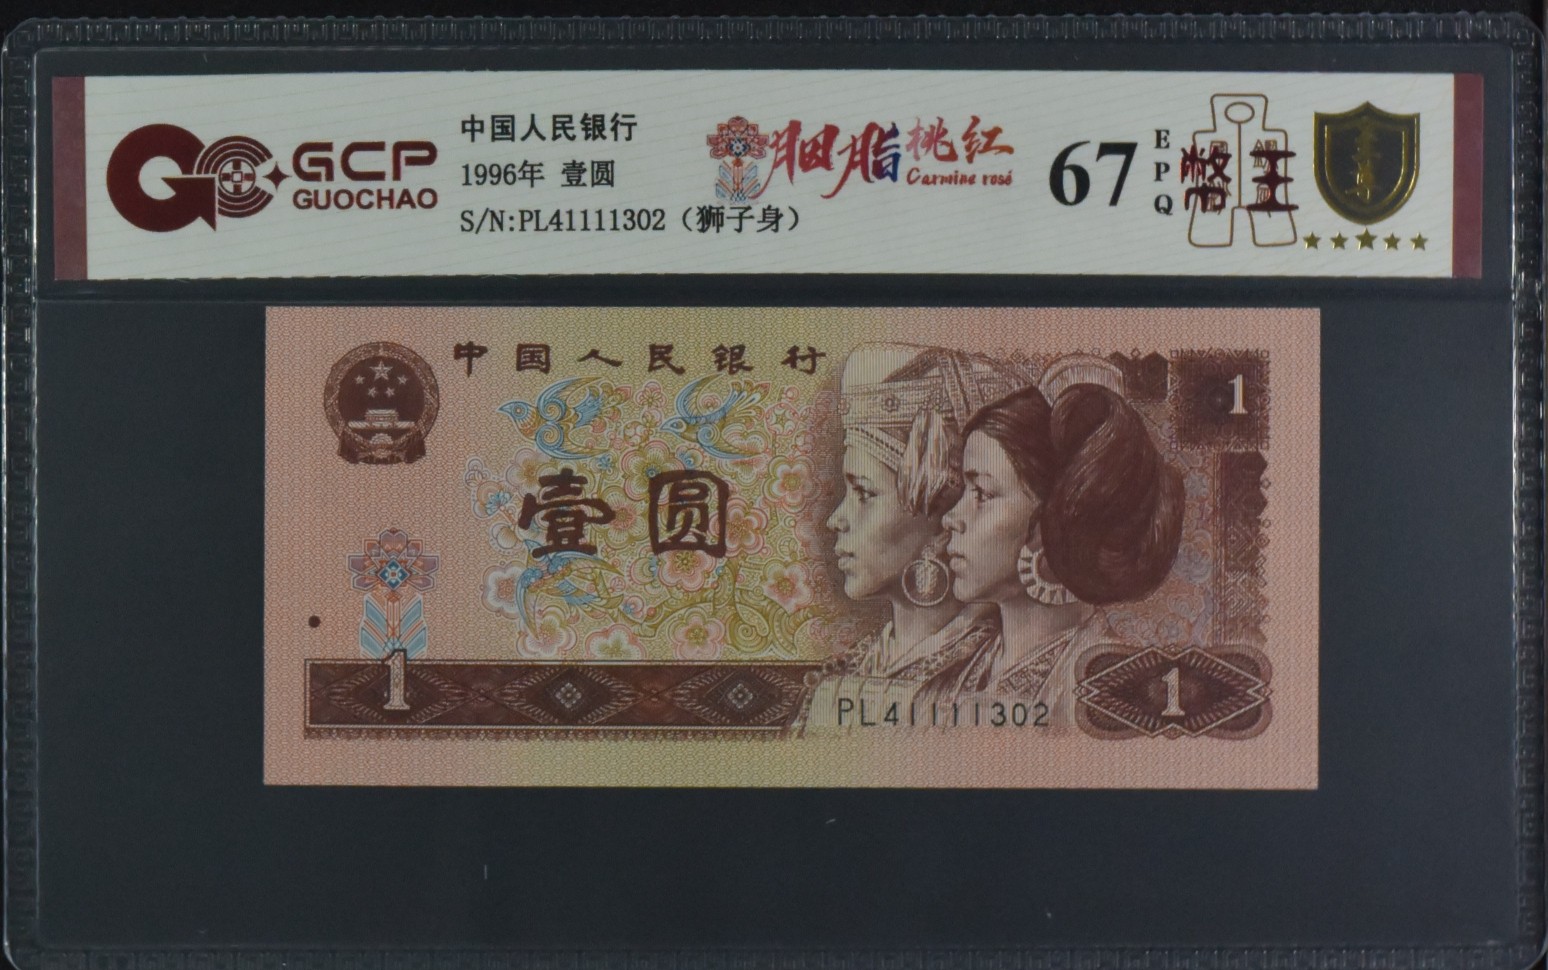 GCP
GUOCHAO
中国人民银行
1996年 壹圆
S/N:PL41111302（狮子身）
胭脂桃红
Carmine rosé
67
EPQ
中国人民银行
1
壹圆
1
PL41111302
1